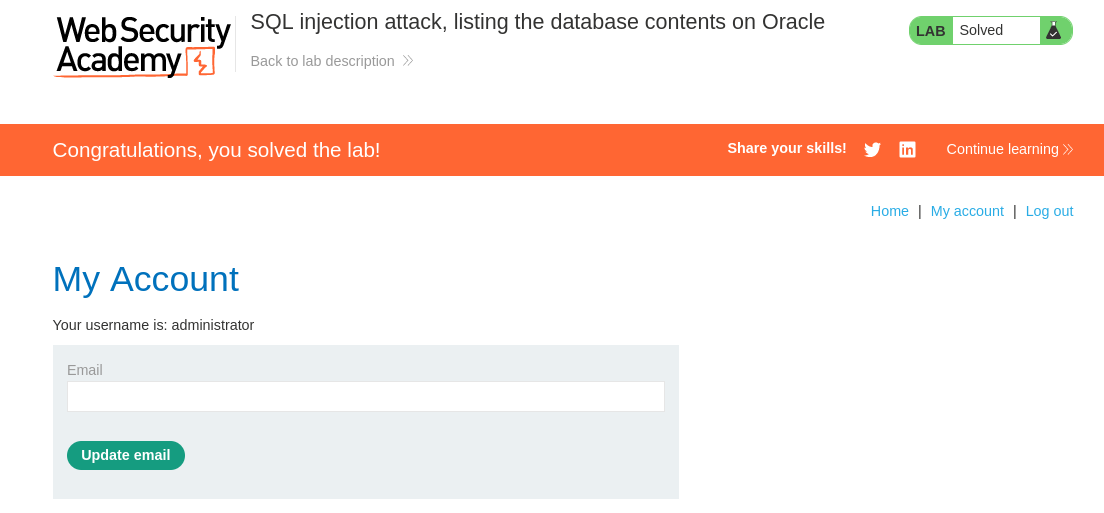 Web Security
Academy
SQL injection attack, listing the database contents on Oracle
Back to lab description
LAB Solved
Congratulations, you solved the lab!
Share your skills!
in
Continue learning
Home | My account | Log out
My Account
Your username is: administrator
Email
Update email